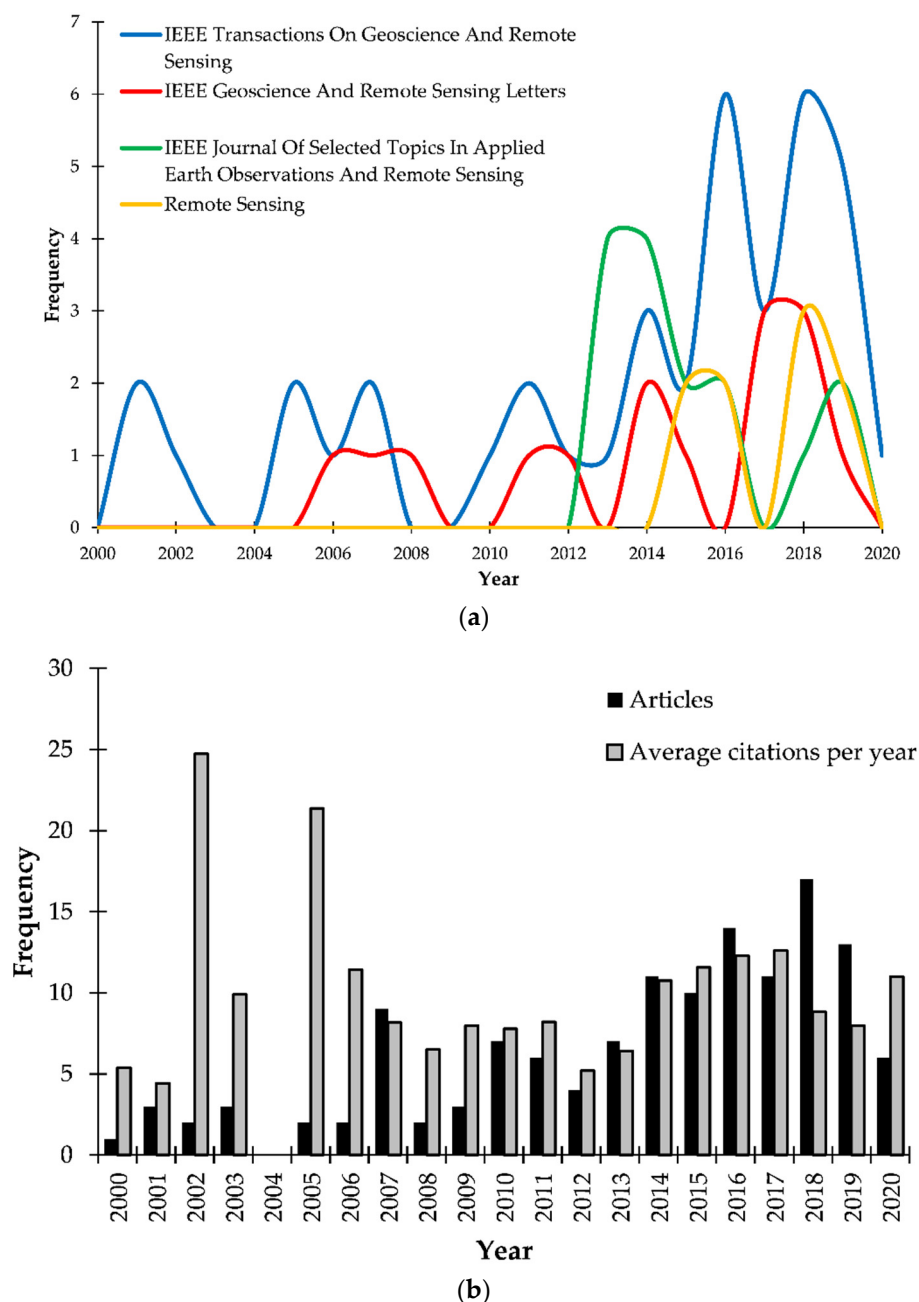 7
6
5
4
3
2
1
0
Frequency
IEEE Transactions On Geoscience And Remote
Sensing
IEEE Geoscience And Remote Sensing Letters
IEEE Journal Of Selected Topics In Applied
Earth Observations And Remote Sensing
Remote Sensing
2000 2002 2004 2006 2008 2010 2012 2014 2016 2018 2020
Year
(a)
30
25
20
15
10
5
0
Frequency
Articles
Average citations per year
2000 2001 2002 2003 2004 2005 2006 2007 2008 2009 2010 2011 2012 2013 2014 2015 2016 2017 2018 2019 2020
Year
(b)